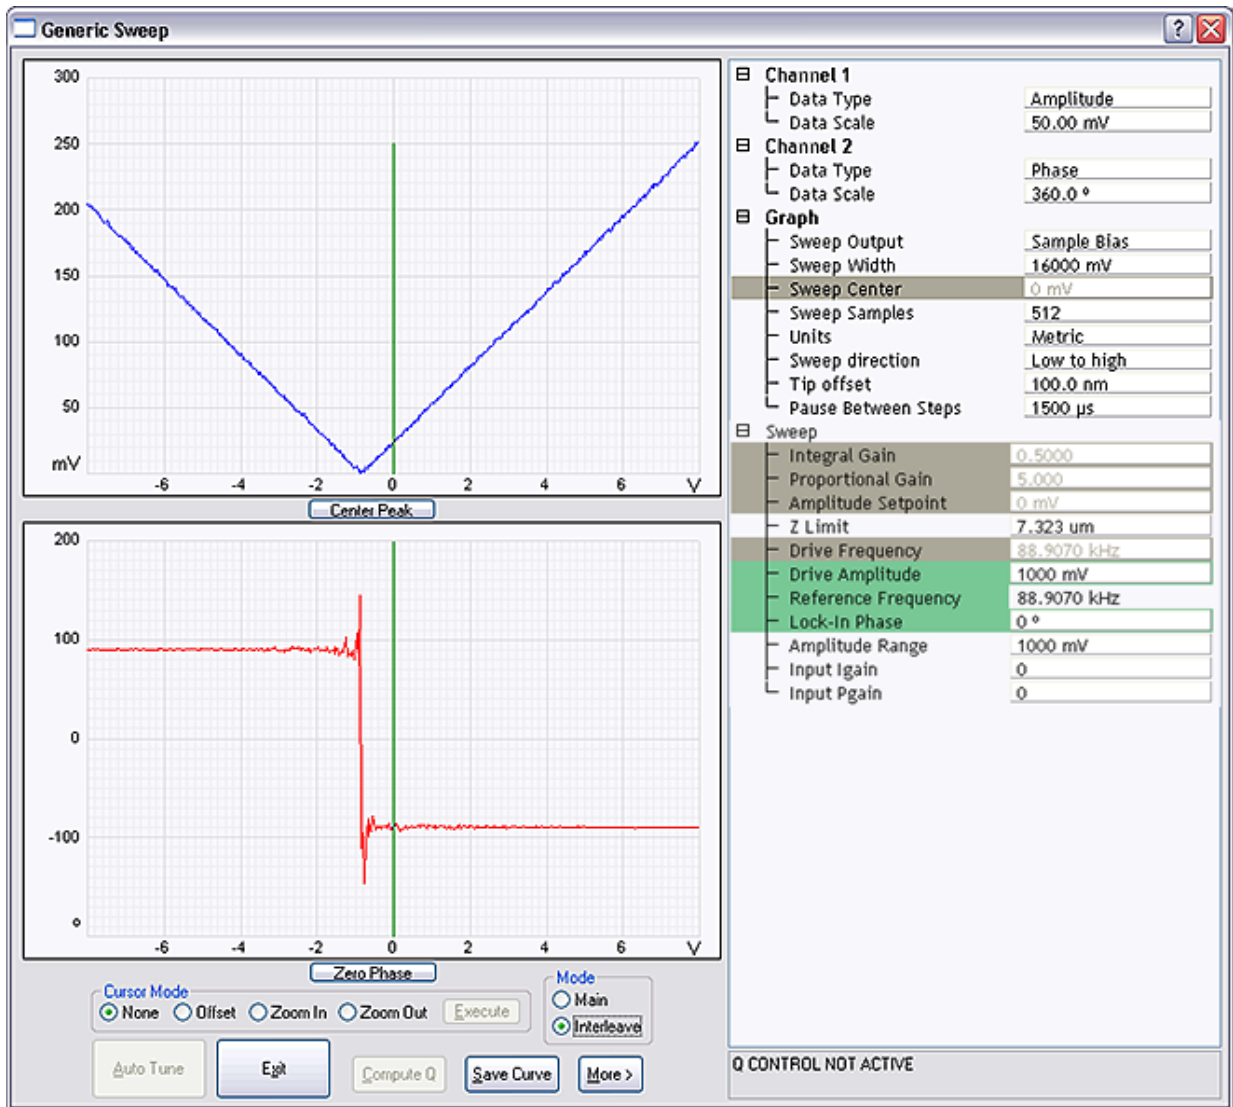 Generic Sweep
300
250
200
150
100
50
mV
-6 -4 -2 0 2 4 6 V
Center Peak
200
100
0
-100
°
-6 -4 -2 0 2 4 6 V
Zero Phase
Cursor Mode
None Offset Zoom In Zoom Out Execute
Mode
Main
Interleave
Auto Tune Exit Compute Q Save Curve More >
Channel 1
Data Type Amplitude
Data Scale 50.00 mV
Channel 2
Data Type Phase
Data Scale 360.0 º
Graph
Sweep Output Sample Bias
Sweep Width 16000 mV
Sweep Center 0 mV
Sweep Samples 512
Units Metric
Sweep direction Low to high
Tip offset 100.0 nm
Pause Between Steps 1500 µs
Sweep
Integral Gain 0.5000
Proportional Gain 5.000
Amplitude Setpoint 0 mV
Z Limit 7.323 um
Drive Frequency 88.9070 kHz
Drive Amplitude 1000 mV
Reference Frequency 88.9070 kHz
Lock-In Phase 0 º
Amplitude Range 1000 mV
Input Igain 0
Input Pgain 0
Q CONTROL NOT ACTIVE